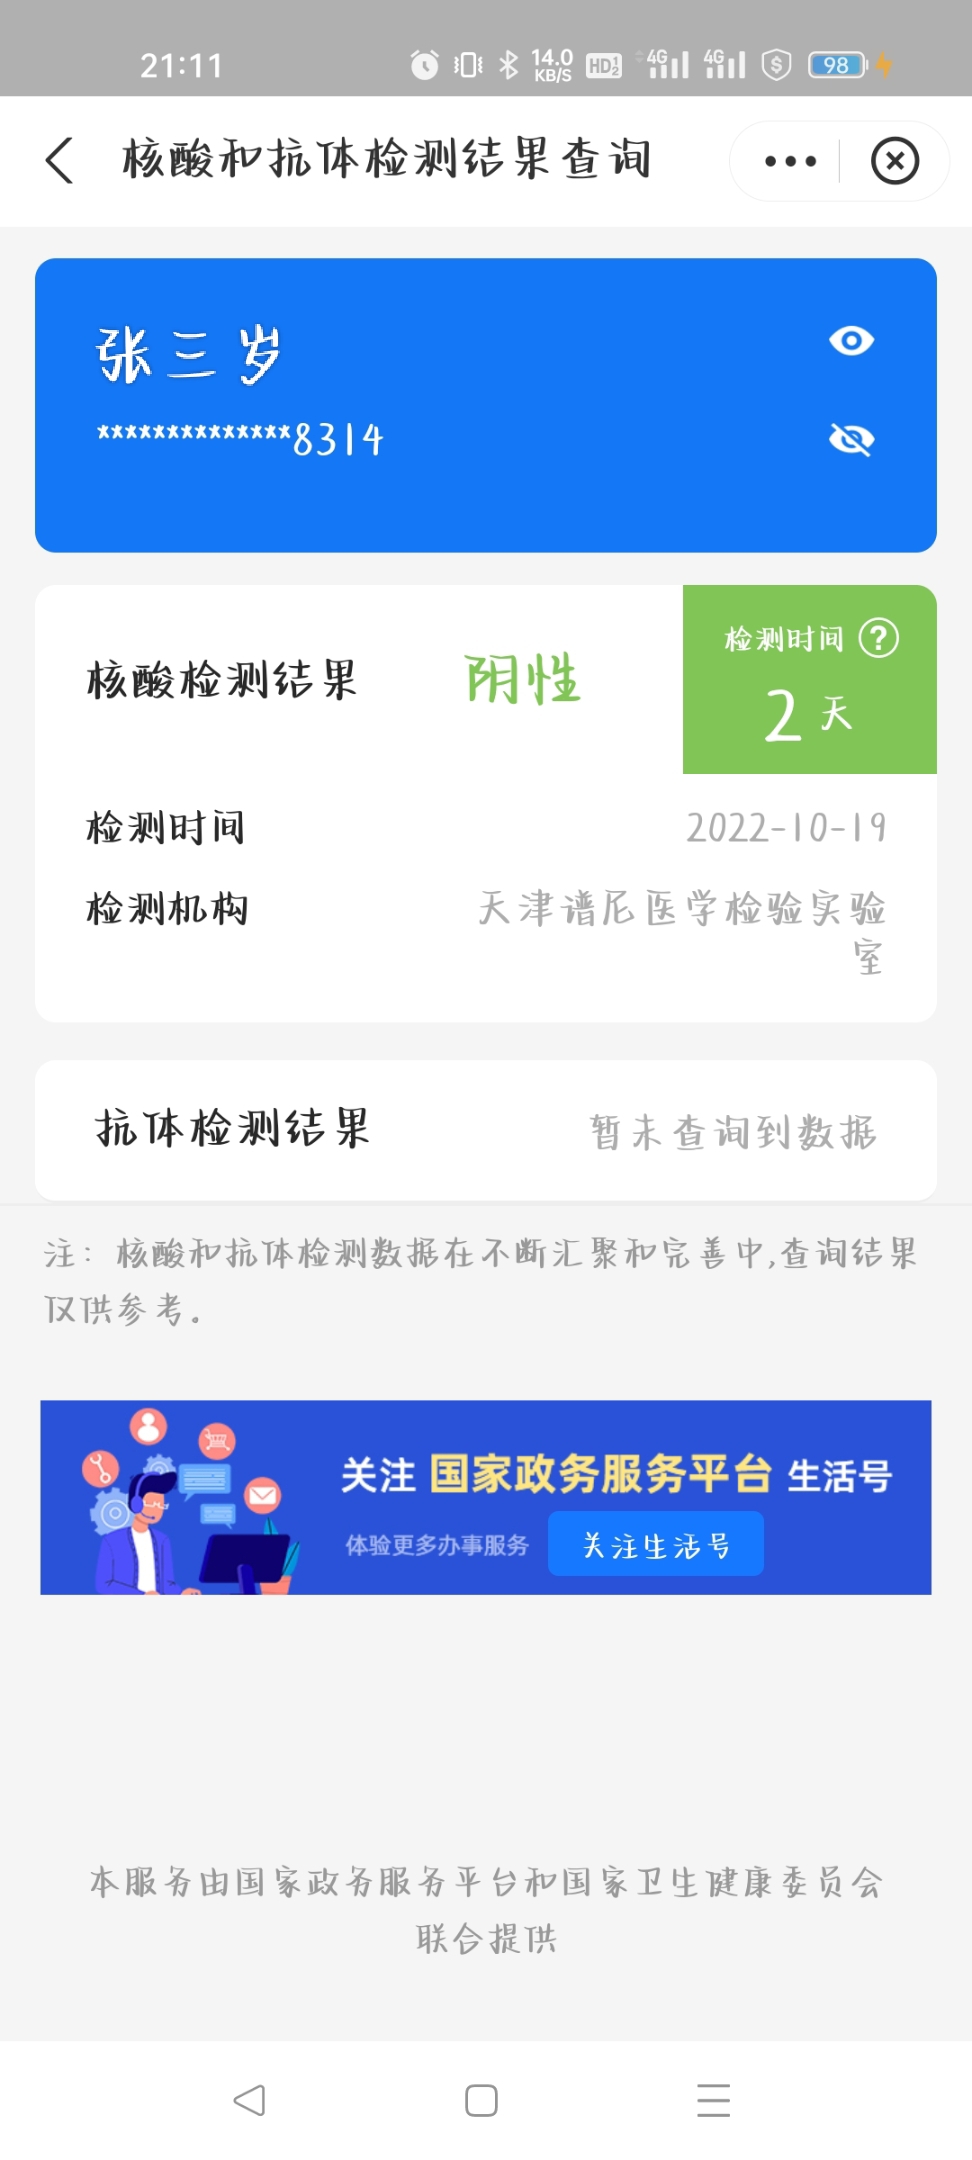 21:11 14.0 KB/S HD 1 2 4G 4G 98
核酸和抗体检测结果查询
张三岁
**************8314
检测时间 ?
核酸检测结果 阴性
2 天
检测时间 2022-10-19
检测机构 天津谱尼医学检验实验
室
抗体检测结果 暂未查询到数据
注：核酸和抗体检测数据在不断汇聚和完善中,查询结果
仅供参考.
关注 国家政务服务平台 生活号
体验更多办事服务 关注生活号
本服务由国家政务服务平台和国家卫生健康委员会
联合提供